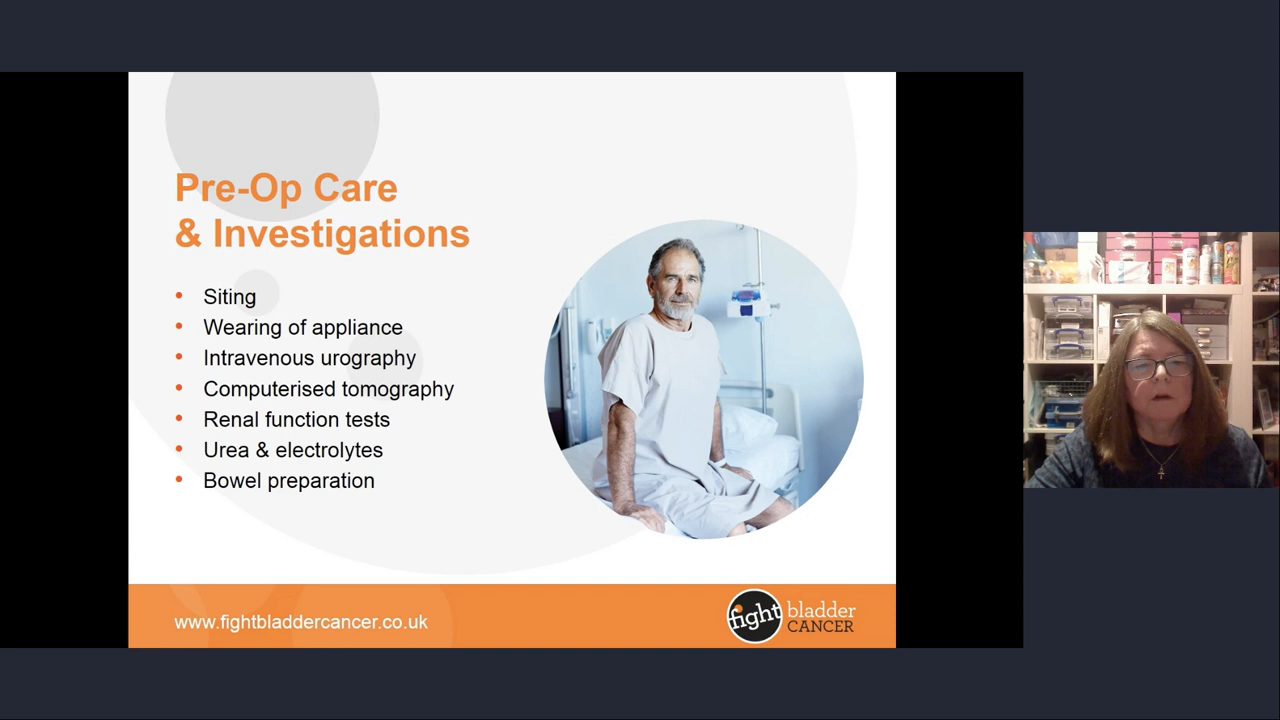 Pre-Op Care
& Investigations
• Siting
• Wearing of appliance
• Intravenous urography
• Computerised tomography
• Renal function tests
• Urea & electrolytes
• Bowel preparation
www.fightbladdercancer.co.uk
fight bladder
CANCER